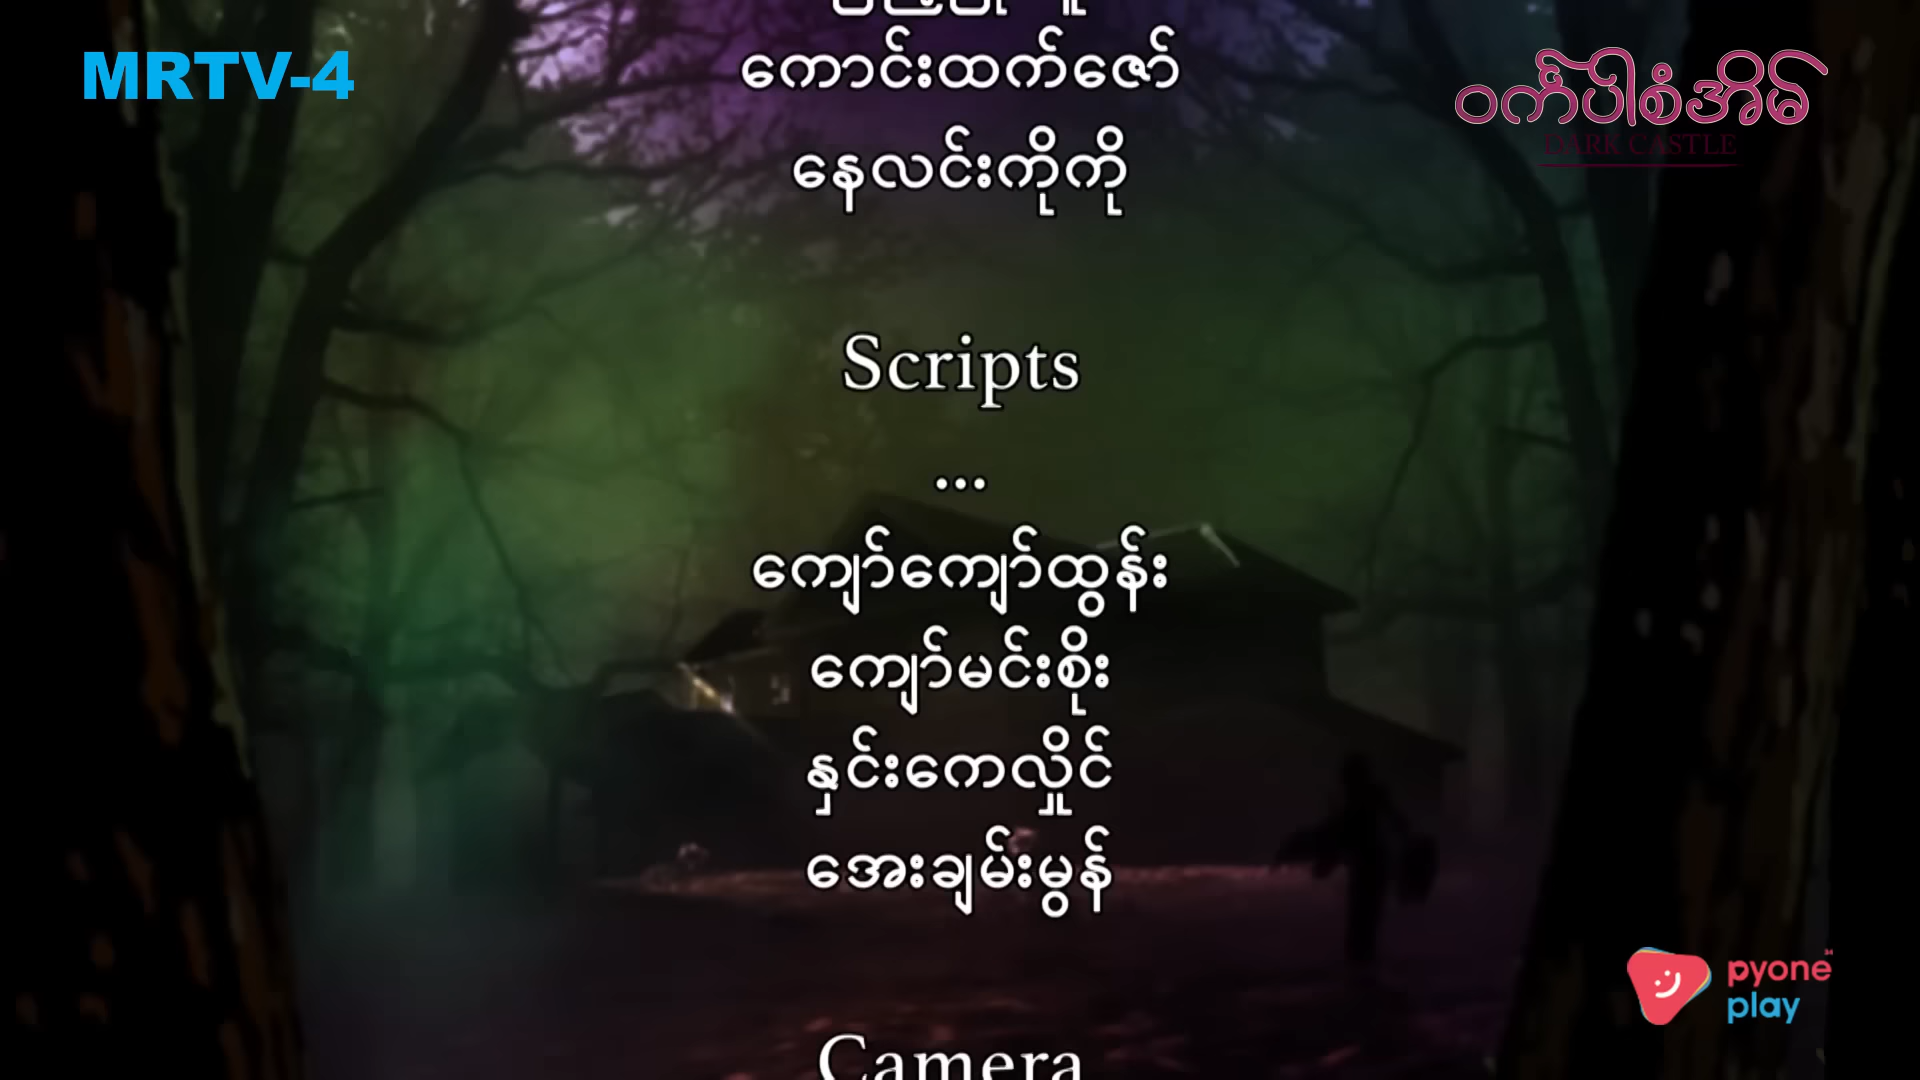 MRTV-4
ဝင်္ကပါစံအိမ်
DARK CASTLE
ကောင်းထက်ဇော်
နေလင်းကိုကို
Scripts
...
ကျော်ကျော်ထွန်း
ကျော်မင်းစိုး
နှင်းကေလှိုင်
အေးချမ်းမွန်
Camera
pyone
play